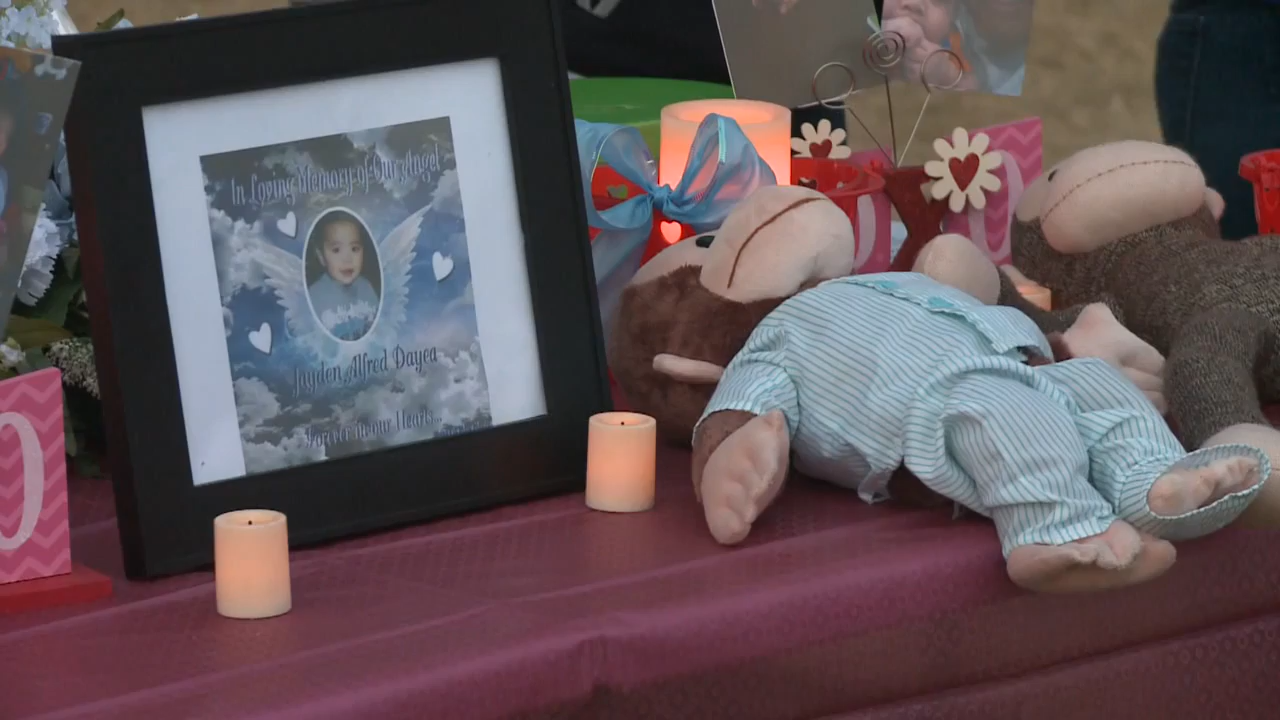 In Loving Memory of Our Angel
Jayden Alfred Dayea
Forever in our Hearts...
O
O